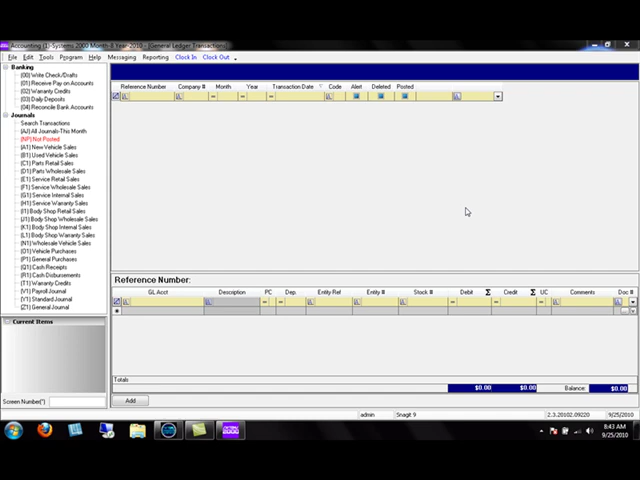 Accounting (1)-Systems 2000 Month-8 Year-2010 - [General Ledger Transactions]
File Edit Tools Program Help Messaging Reporting Clock In Clock Out
Banking
(00) Write Check/Drafts
(01) Receive Pay on Accounts
(02) Warranty Credits
(03) Daily Deposits
(04) Reconcile Bank Accounts
Journals
Search Transactions
(AJ) All Journals-This Month
(NP) Not Posted
(A1) New Vehicle Sales
(B1) Used Vehicle Sales
(C1) Parts Retail Sales
(D1) Parts Wholesale Sales
(E1) Service Retail Sales
(F1) Service Wholesale Sales
(G1) Service Internal Sales
(H1) Service Warranty Sales
(I1) Body Shop Retail Sales
(J1) Body Shop Wholesale Sales
(K1) Body Shop Internal Sales
(L1) Body Shop Warranty Sales
(N1) Wholesale Vehicle Sales
(O1) Vehicle Purchases
(P1) General Purchases
(Q1) Cash Receipts
(R1) Cash Disbursements
(T1) Warranty Credits
(V1) Payroll Journal
(Y1) Standard Journal
(Z1) General Journal
Current Items
Screen Number(*)
Reference Number Company # Month Year Transaction Date Code Alert Deleted Posted
Reference Number:
GL Acct Description PC Dep. Entity Ref Entity # Stock # Debit Σ Credit Σ UC Comments Doc #
Totals
$0.00 $0.00 Balance: $0.00
Add
admin Snagit 9 2.3.20102.09220 9/25/2010
8:43 AM
9/25/2010